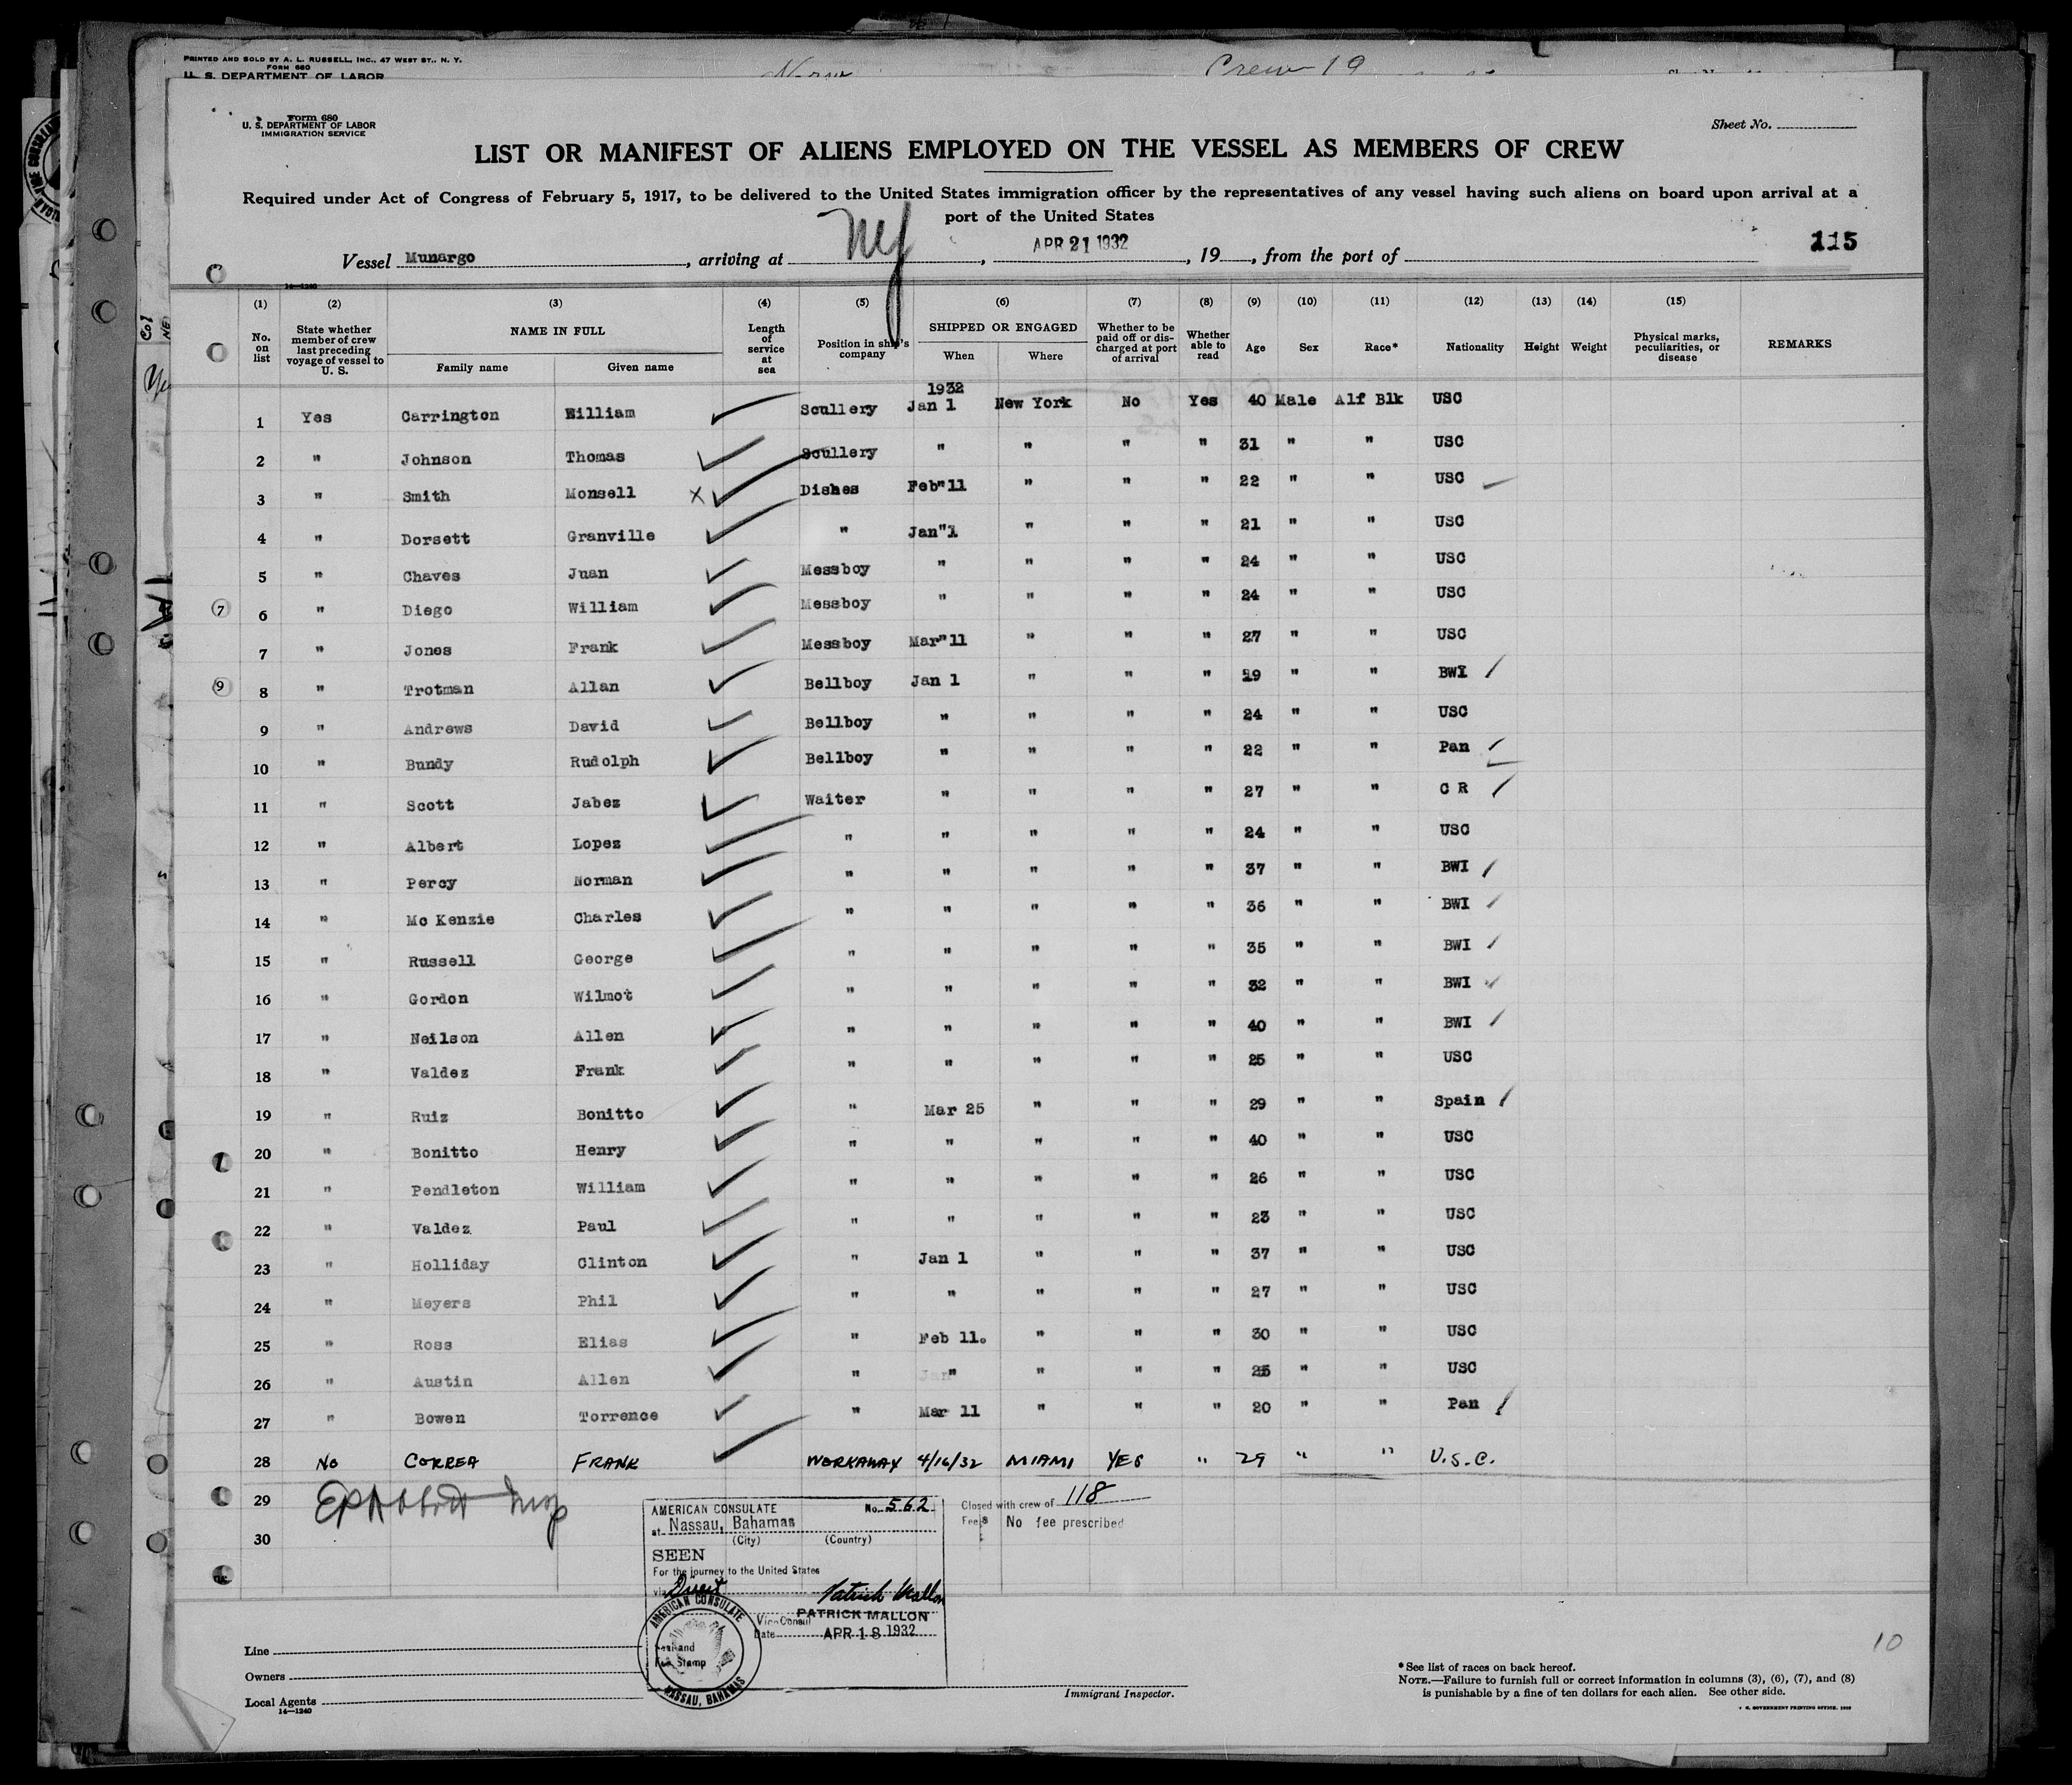 PRINTED AND SOLD BY A. L. RUSSELL, INC., 47 WEST ST., N. Y.
FORM 680
U. S. DEPARTMENT OF LABOR
Crew 19
Form 680
U. S. DEPARTMENT OF LABOR
IMMIGRATION SERVICE
Sheet No.
LIST OR MANIFEST OF ALIENS EMPLOYED ON THE VESSEL AS MEMBERS OF CREW
Required under Act of Congress of February 5, 1917, to be delivered to the United States immigration officer by the representatives of any vessel having such aliens on board upon arrival at a
port of the United States
Vessel Munargo, arriving at NY, APR 21 1932, 19, from the port of
115
14—1240
(1) (2) (3) (4) (5) (6) (7) (8) (9) (10) (11) (12) (13) (14) (15)
No. on list
State whether member of crew last preceding voyage of vessel to U. S.
NAME IN FULL
Family name Given name
Length of service at sea
Position in ship's company
SHIPPED OR ENGAGED
When Where
Whether to be paid off or discharged at port of arrival
Whether able to read
Age Sex Race* Nationality Height Weight
Physical marks, peculiarities, or disease
REMARKS
1932
1 Yes Carrington William Scullery Jan 1 New York No Yes 40 Male Alf Blk USC
2 " Johnson Thomas Scullery " " " " 31 " " USC
3 " Smith Monsell X Dishes Feb" 11 " " " 22 " " USC
4 " Dorsett Granville " Jan" 1 " " " 21 " " USC
5 " Chaves Juan Messboy " " " " 24 " " USC
7
6 " Diego William Messboy " " " " 24 " " USC
7 " Jones Frank Messboy Mar" 11 " " " 27 " " USC
9
8 " Trotman Allan Bellboy Jan 1 " " " 19 " " BWI
9 " Andrews David Bellboy " " " " 24 " " USC
10 " Bundy Rudolph Bellboy " " " " 22 " " Pan
11 " Scott Jabez Waiter " " " " 27 " " C R
12 " Albert Lopez " " " " " 24 " " USC
13 " Percy Norman " " " " " 37 " " BWI
14 " Mc Kenzie Charles " " " " " 36 " " BWI
15 " Russell George " " " " " 35 " " BWI
16 " Gordon Wilmot " " " " " 32 " " BWI
17 " Neilson Allen " " " " " 40 " " BWI
18 " Valdez Frank " " " " " 25 " " USC
19 " Ruiz Bonitto " Mar 25 " " " 29 " " Spain
20 " Bonitto Henry " " " " " 40 " " USC
21 " Pendleton William " " " " " 26 " " USC
22 " Valdez Paul " " " " " 23 " " USC
23 " Holliday Clinton " Jan 1 " " " 37 " " USC
24 " Meyers Phil " " " " " 27 " " USC
25 " Ross Elias " Feb 11. " " " 30 " " USC
26 " Austin Allen " Jan" " " " 25 " " USC
27 " Bowen Torrence " Mar 11 " " " 20 " " Pan
28 No CORREA FRANK WORKAWAY 4/16/32 MIAMI YES " 29 " " U.S.C.
29
30
AMERICAN CONSULATE No. 562
at Nassau, Bahamas
(City) (Country)
SEEN
For the journey to the United States
via Direct
Patrick Mallon
PATRICK MALLON
Vice Consul
Date APR 18 1932
Seal and
Fee Stamp
AMERICAN CONSULATE
NASSAU, BAHAMAS
Closed with crew of 118
Fees No fee prescribed
Line
Owners
Local Agents
14—1240
Immigrant Inspector.
10
*See list of races on back hereof.
NOTE.—Failure to furnish full or correct information in columns (3), (6), (7), and (8)
is punishable by a fine of ten dollars for each alien. See other side.